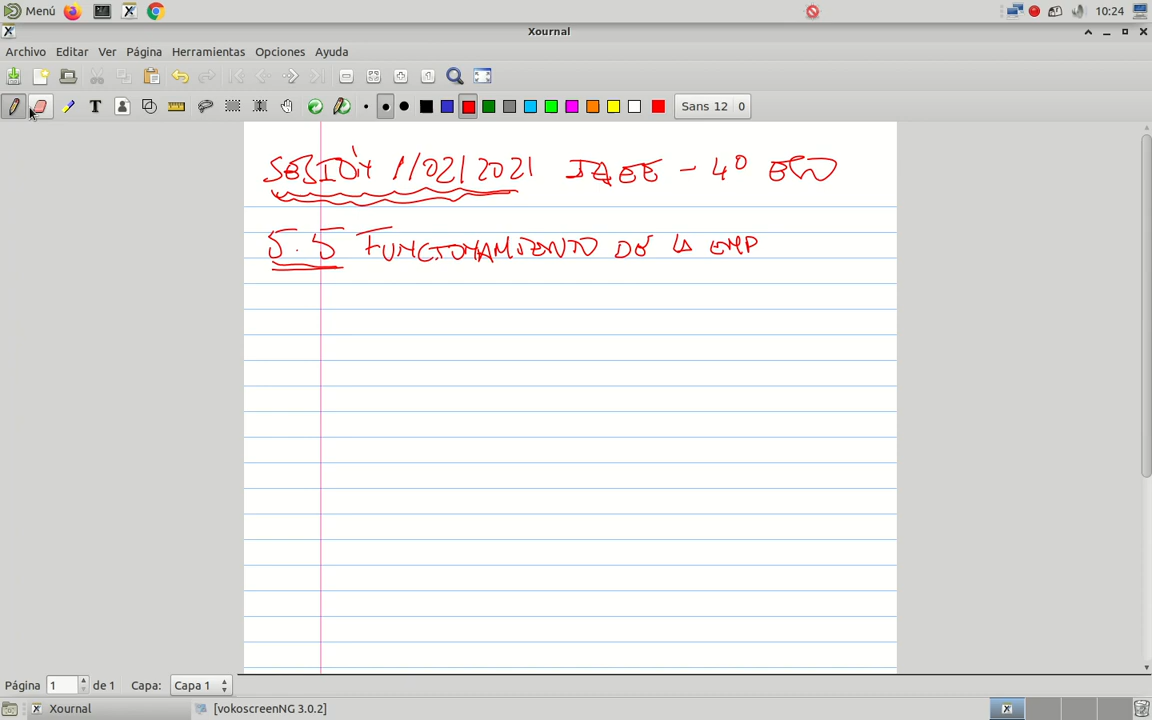 Menú 10:24
Xournal
Archivo Editar Ver Página Herramientas Opciones Ayuda
Sans 12 0
SESIÓN 1/02/2021 IAEE - 4º ESO
5.5 FUNCIONAMIENTO DE LA EMP
Página 1 de 1 Capa: Capa 1
Xournal [vokoscreenNG 3.0.2]